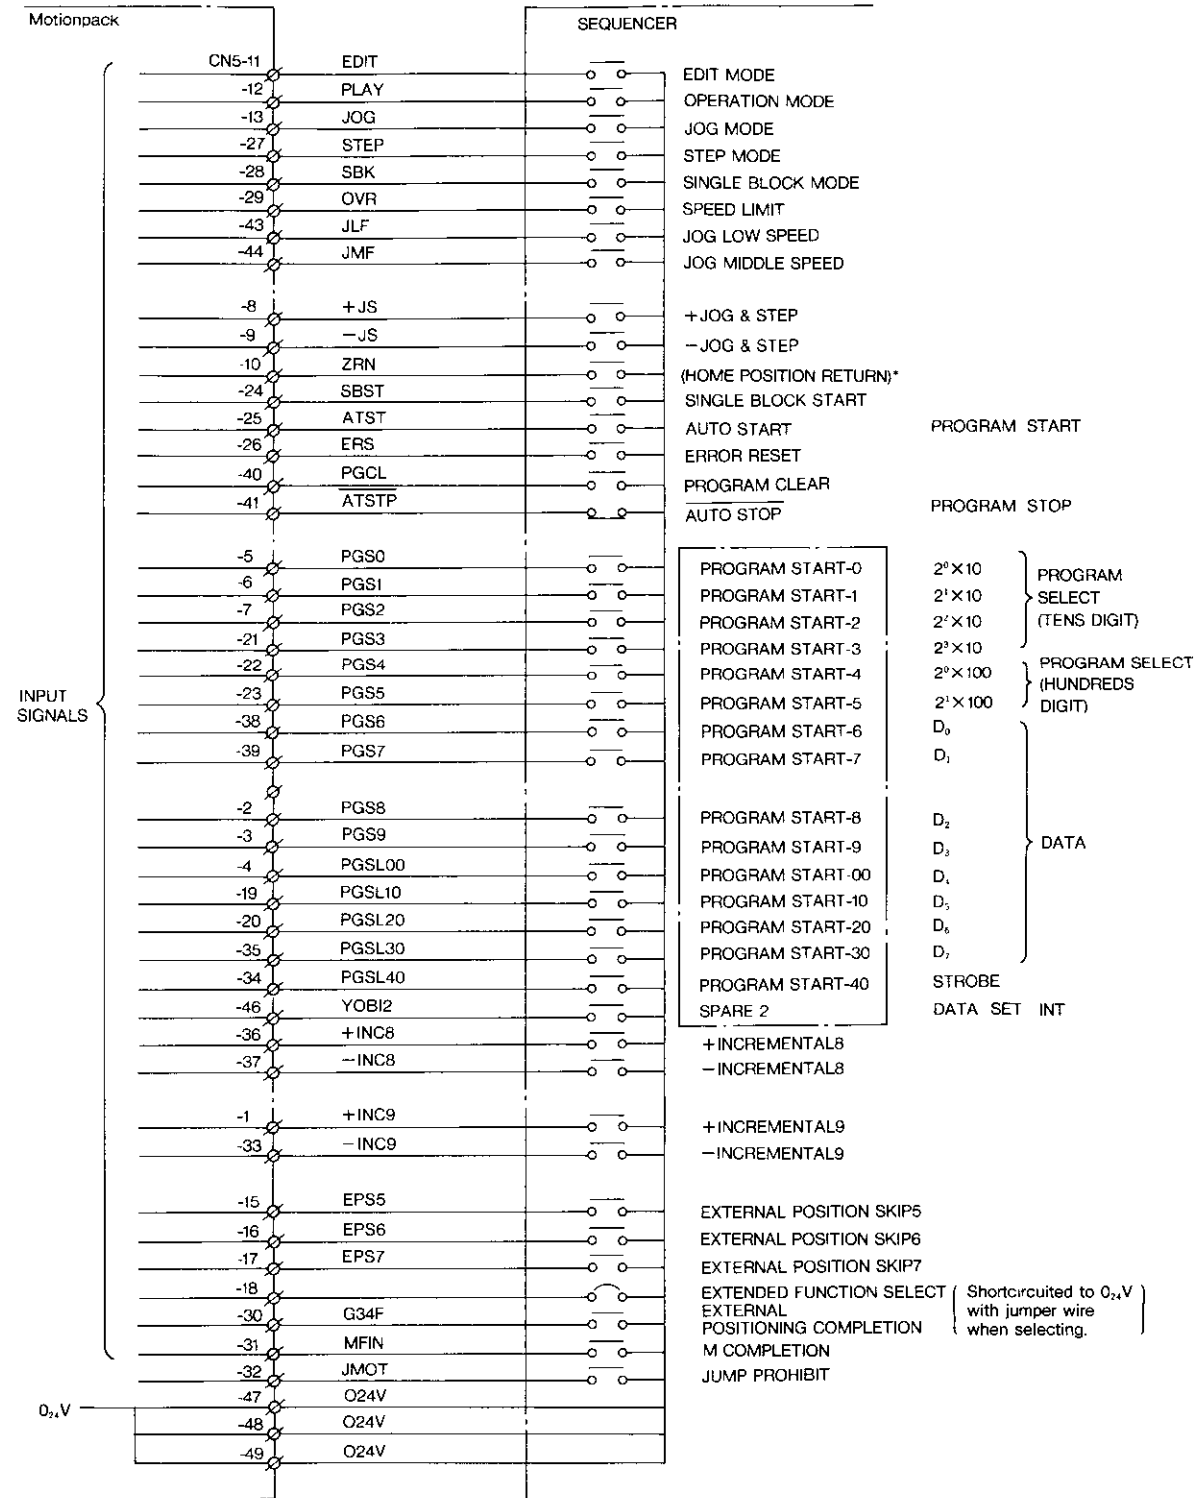 Motionpack SEQUENCER
CN5-11 EDIT EDIT MODE
-12 PLAY OPERATION MODE
-13 JOG JOG MODE
-27 STEP STEP MODE
-28 SBK SINGLE BLOCK MODE
-29 OVR SPEED LIMIT
-43 JLF JOG LOW SPEED
-44 JMF JOG MIDDLE SPEED
-8 +JS +JOG & STEP
-9 −JS −JOG & STEP
-10 ZRN (HOME POSITION RETURN)*
-24 SBST SINGLE BLOCK START
-25 ATST AUTO START PROGRAM START
-26 ERS ERROR RESET
-40 PGCL PROGRAM CLEAR
-41 ATSTP AUTO STOP PROGRAM STOP
-5 PGS0 PROGRAM START-0 2⁰×10
-6 PGS1 PROGRAM START-1 2¹×10
-7 PGS2 PROGRAM START-2 2²×10
-21 PGS3 PROGRAM START-3 2³×10
PROGRAM
SELECT
(TENS DIGIT)
-22 PGS4 PROGRAM START-4 2⁰×100
-23 PGS5 PROGRAM START-5 2¹×100
PROGRAM SELECT
(HUNDREDS
DIGIT)
INPUT
SIGNALS
-38 PGS6 PROGRAM START-6 D₀
-39 PGS7 PROGRAM START-7 D₁
-2 PGS8 PROGRAM START-8 D₂
-3 PGS9 PROGRAM START-9 D₃
DATA
-4 PGSL00 PROGRAM START-00 D₄
-19 PGSL10 PROGRAM START-10 D₅
-20 PGSL20 PROGRAM START-20 D₆
-35 PGSL30 PROGRAM START-30 D₇
-34 PGSL40 PROGRAM START-40 STROBE
-46 YOBI2 SPARE 2 DATA SET INT
-36 +INC8 +INCREMENTAL8
-37 −INC8 −INCREMENTAL8
-1 +INC9 +INCREMENTAL9
-33 −INC9 −INCREMENTAL9
-15 EPS5 EXTERNAL POSITION SKIP5
-16 EPS6 EXTERNAL POSITION SKIP6
-17 EPS7 EXTERNAL POSITION SKIP7
-18 EXTENDED FUNCTION SELECT
(Shortcircuited to 0₂₄V
with jumper wire
when selecting.)
-30 G34F EXTERNAL
POSITIONING COMPLETION
-31 MFIN M COMPLETION
-32 JMOT JUMP PROHIBIT
-47 O24V
0₂₄V
-48 O24V
-49 O24V